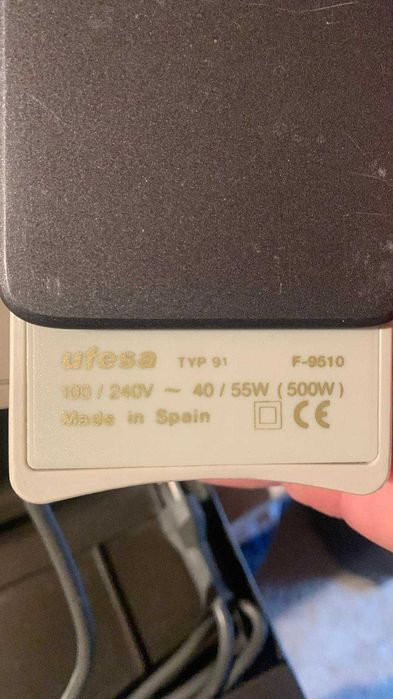 ufesa TYP 91 F-9510
100 / 240V ~ 40 / 55W (500W)
Made in Spain CE